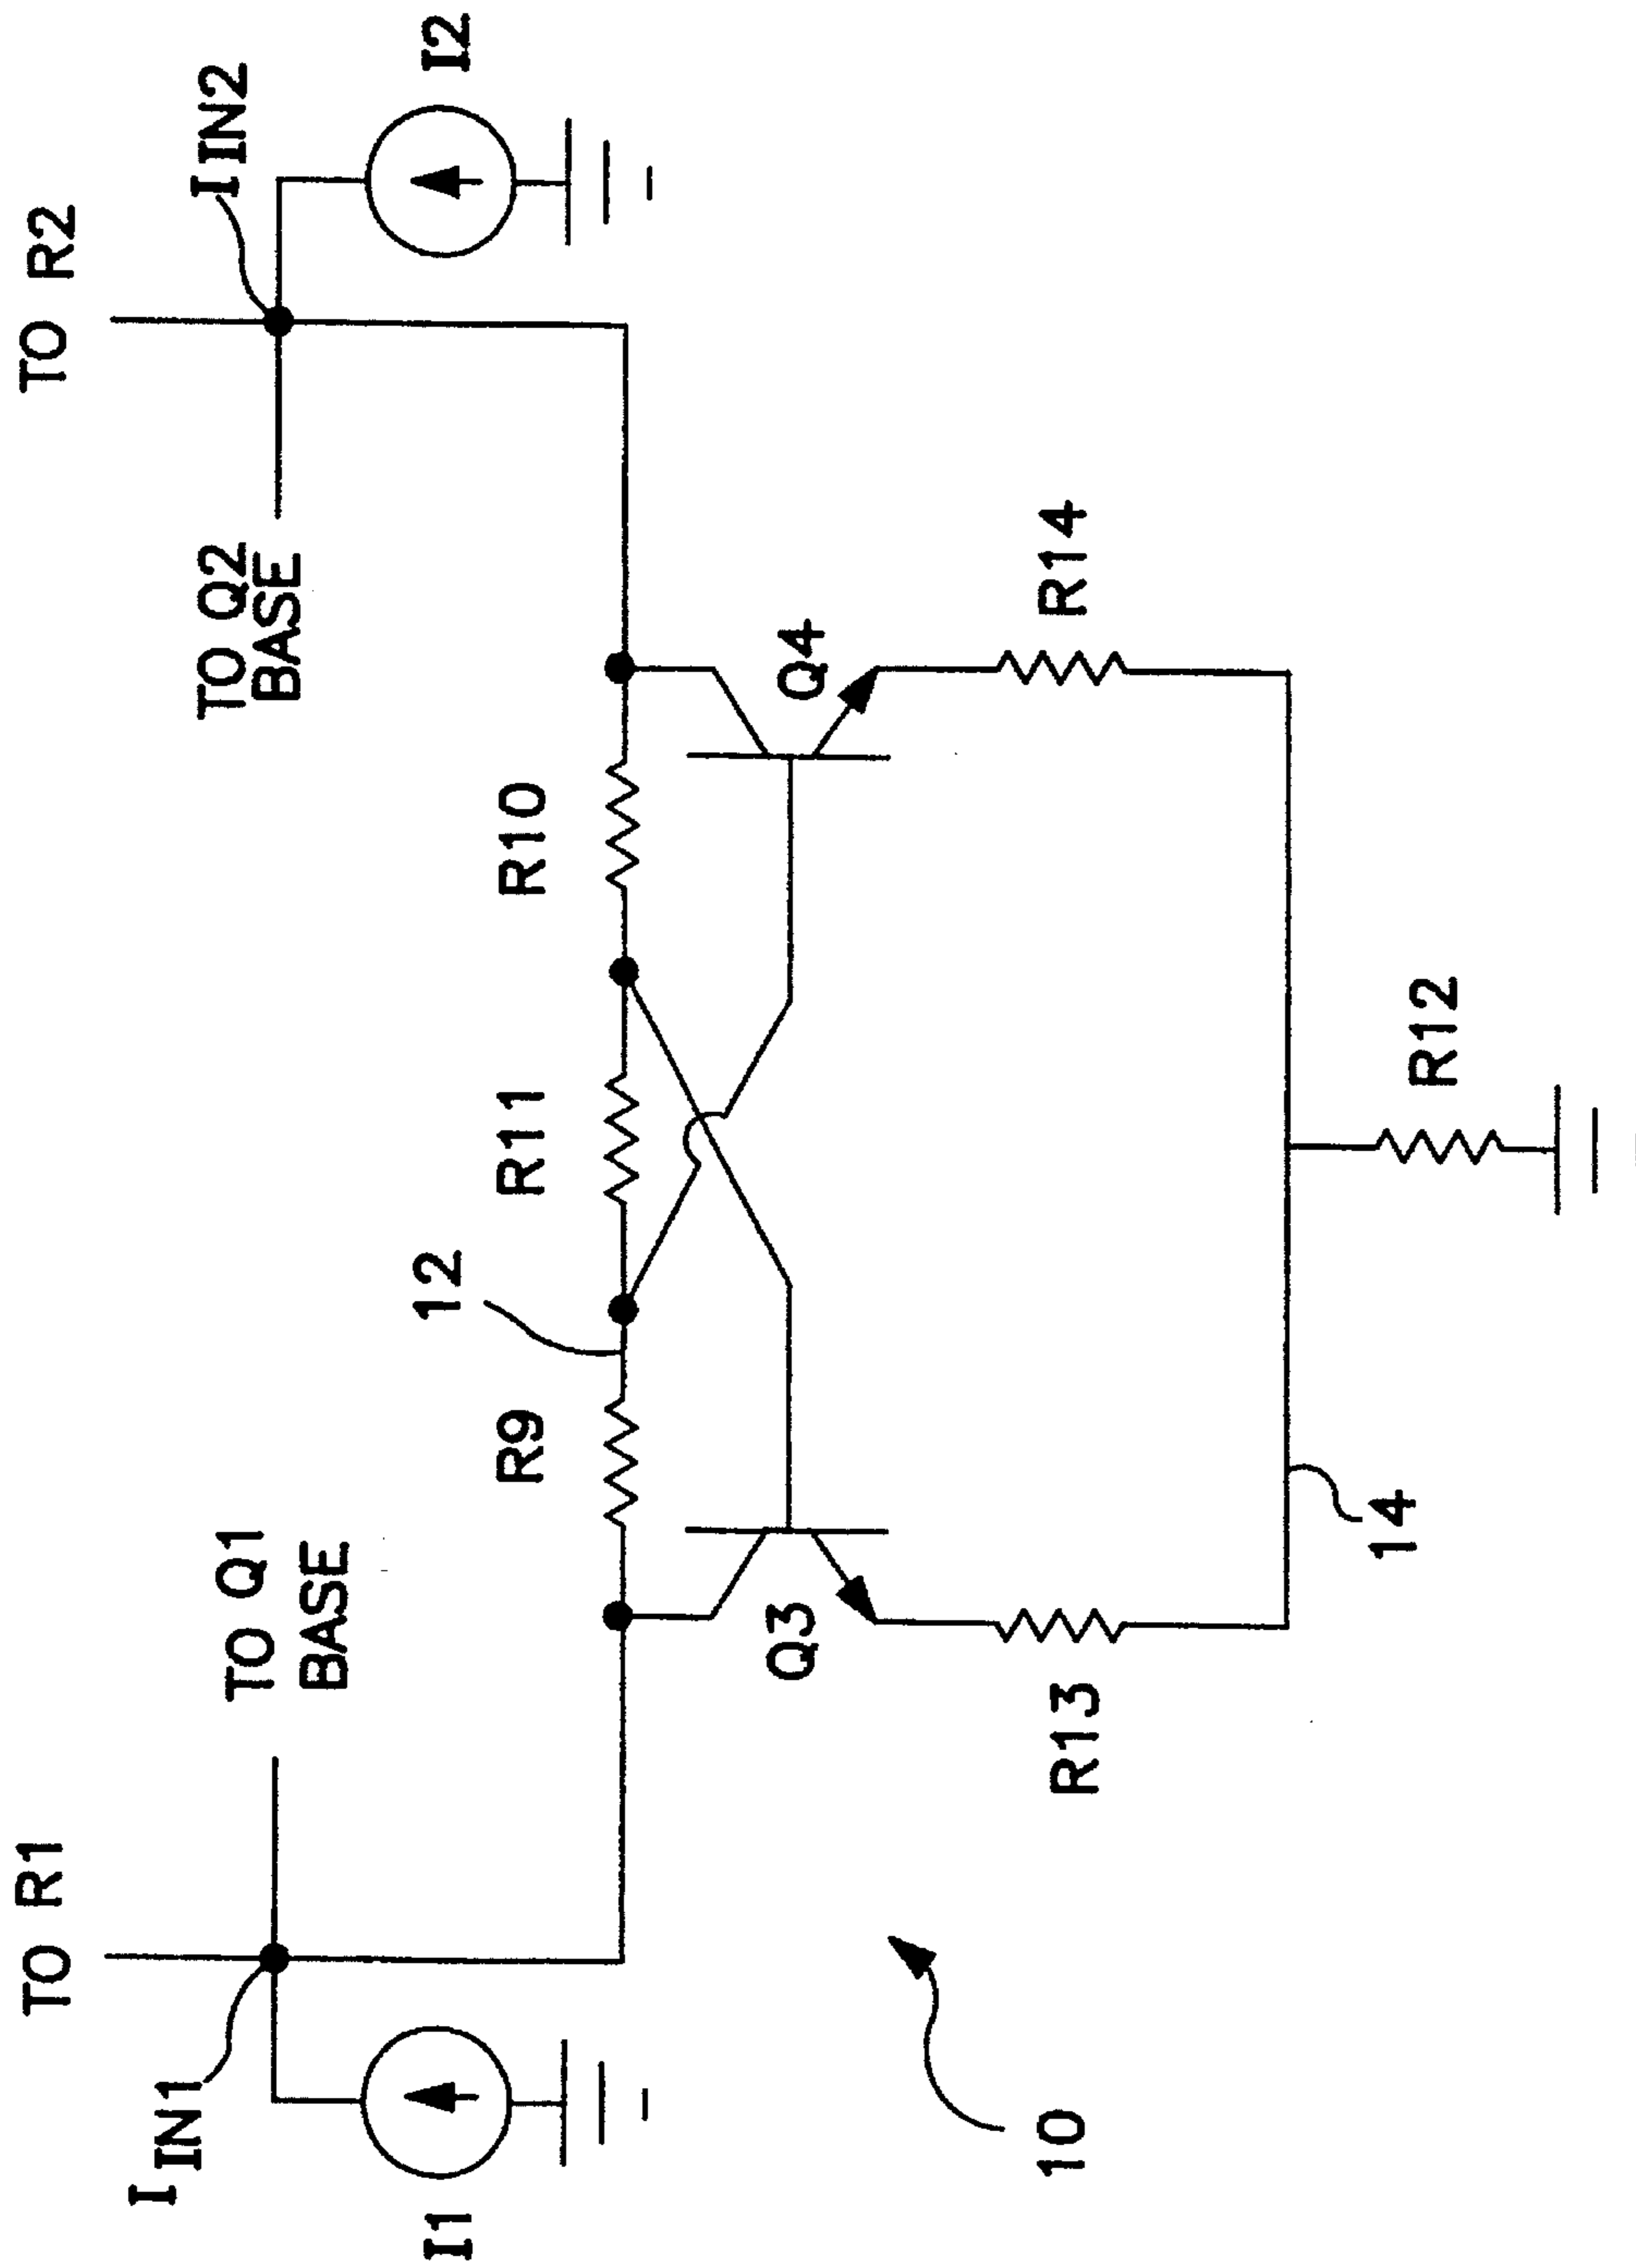 TO R1
TO R2
I IN1
I IN2
TO Q1
BASE
TO Q2
BASE
I1
I2
12
R9
R11
R10
Q3
Q4
R13
R14
10
14
R12